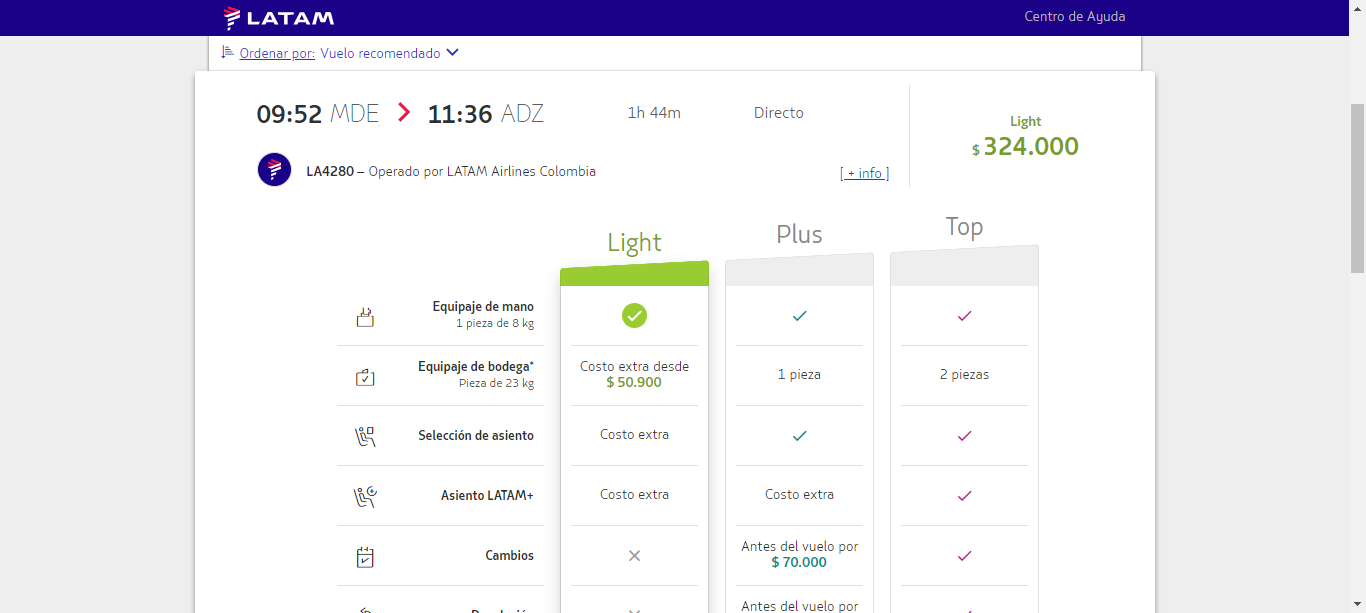 LATAM
Centro de Ayuda
Ordenar por: Vuelo recomendado
09:52 MDE 11:36 ADZ
1h 44m
Directo
Light
$ 324.000
LA4280 – Operado por LATAM Airlines Colombia
[ + info ]
Light
Plus
Top
Equipaje de mano
1 pieza de 8 kg
Equipaje de bodega*
Pieza de 23 kg
Costo extra desde
$ 50.900
1 pieza
2 piezas
Selección de asiento
Costo extra
Asiento LATAM+
Costo extra
Costo extra
Cambios
Antes del vuelo por
$ 70.000
Antes del vuelo por